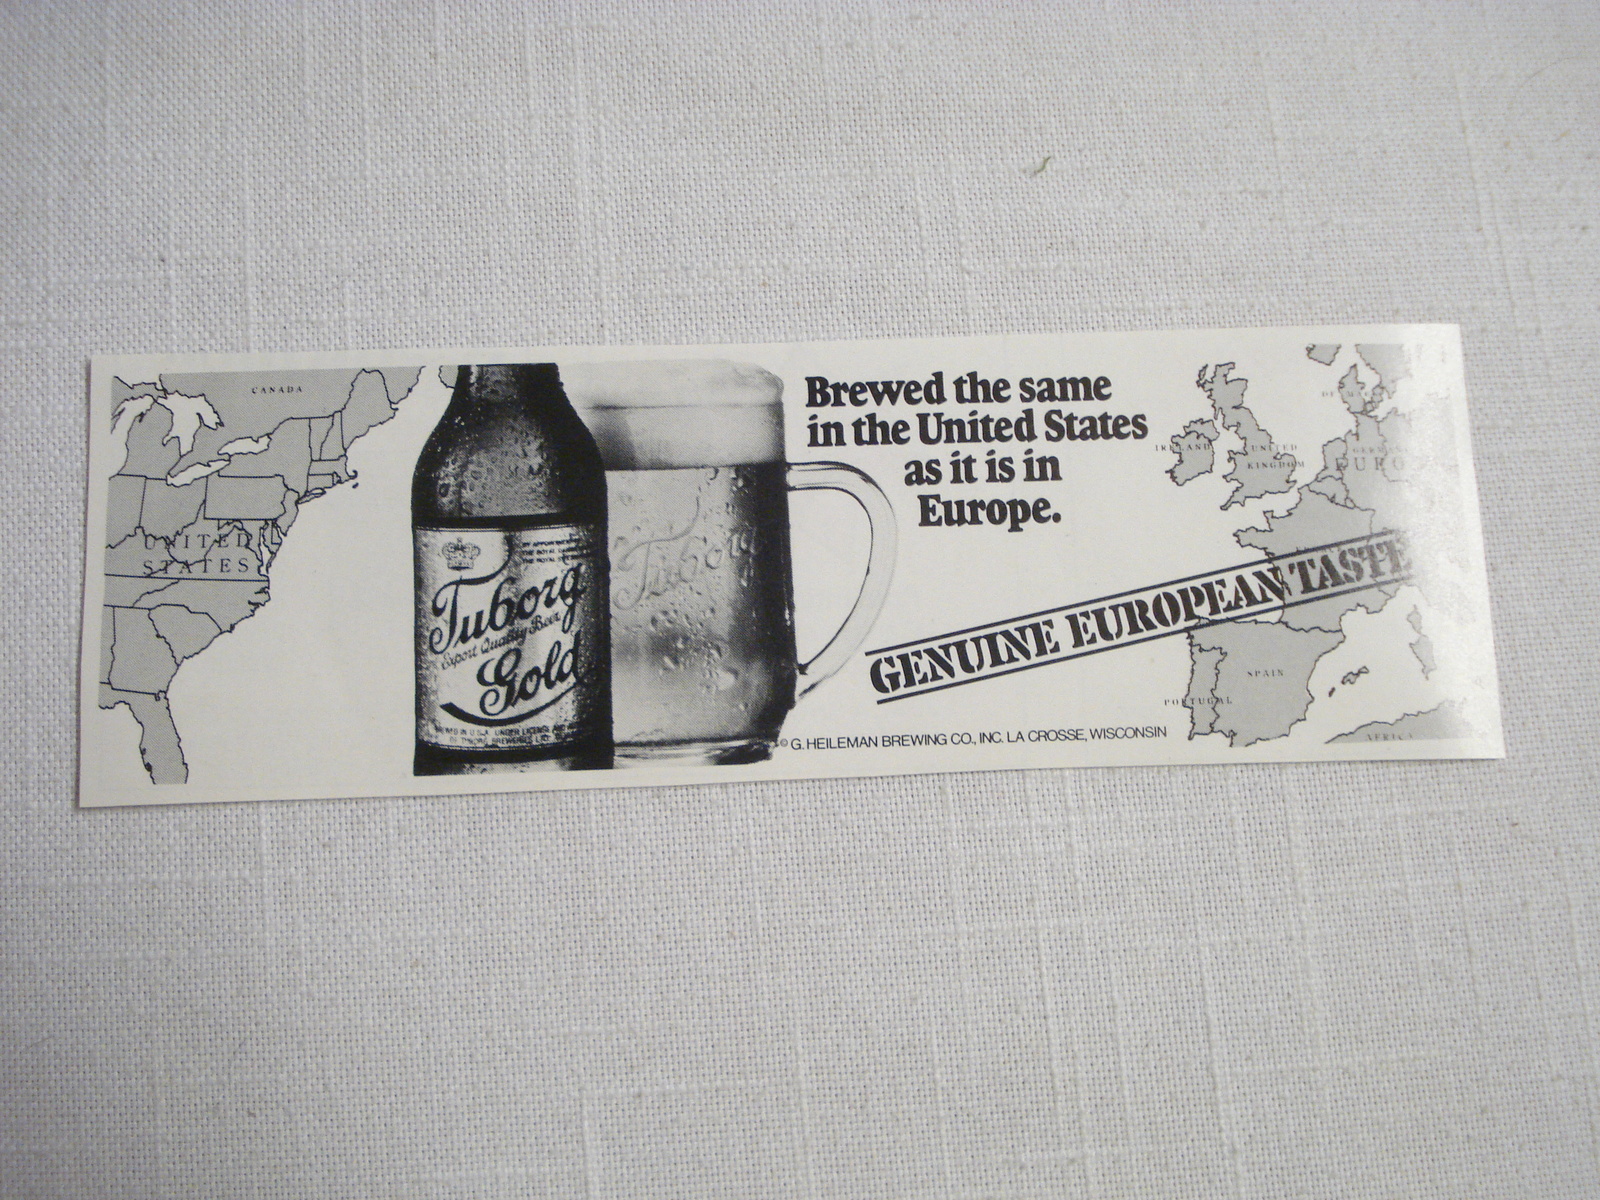 CANADA
UNITED
STATES
Tuborg
Export Quality Beer
Gold
Tuborg
Brewed the same
in the United States
as it is in
Europe.
GENUINE EUROPEAN TASTE
© G. HEILEMAN BREWING CO., INC. LA CROSSE, WISCONSIN
IRELAND
UNITED
KINGDOM
SPAIN
PORTUGAL
AFRICA